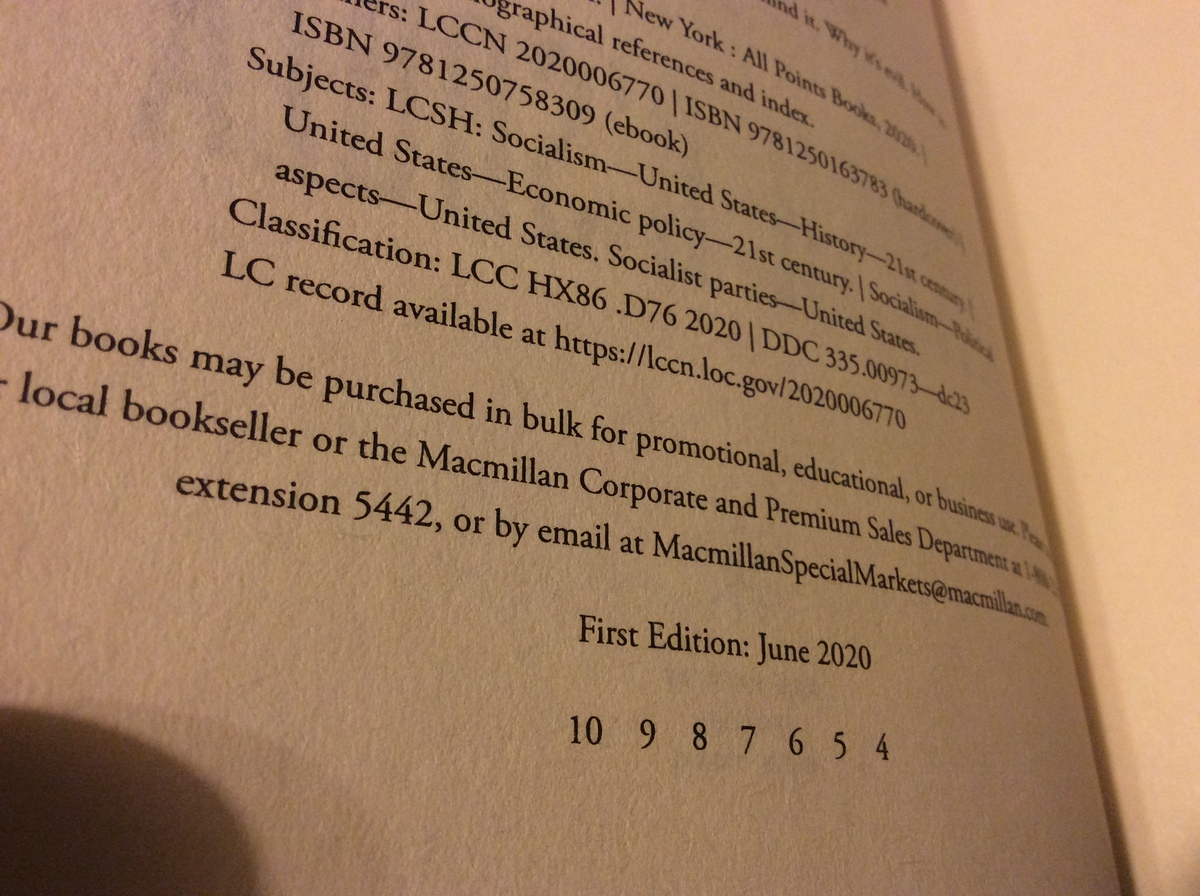 ind it. Why it's evil. How
| New York : All Points Books, 2020. |
ographical references and index.
ners: LCCN 2020006770 | ISBN 9781250163783 (hardcover) |
ISBN 9781250758309 (ebook)
Subjects: LCSH: Socialism—United States—History—21st century |
United States—Economic policy—21st century. | Socialism—Political
aspects—United States. Socialist parties—United States.
Classification: LCC HX86 .D76 2020 | DDC 335.00973—dc23
LC record available at https://lccn.loc.gov/2020006770
Our books may be purchased in bulk for promotional, educational, or business use.
r local bookseller or the Macmillan Corporate and Premium Sales Department at
extension 5442, or by email at MacmillanSpecialMarkets@macmillan.com
First Edition: June 2020
10 9 8 7 6 5 4